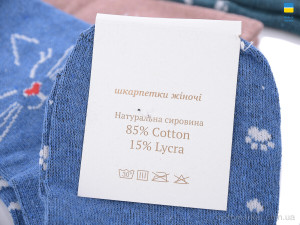 шкарпетки жіночі
Натуральна сировина
85% Cotton
15% Lycra